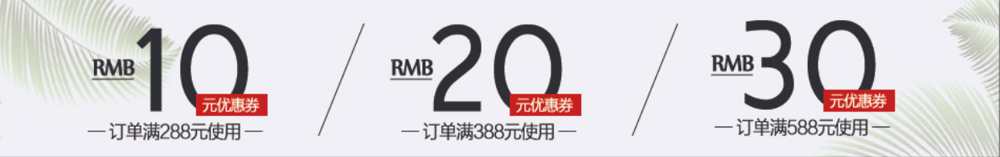 RMB 10 元优惠券
— 订单满288元使用 —
RMB 20 元优惠券
— 订单满388元使用 —
RMB 30 元优惠券
— 订单满588元使用 —